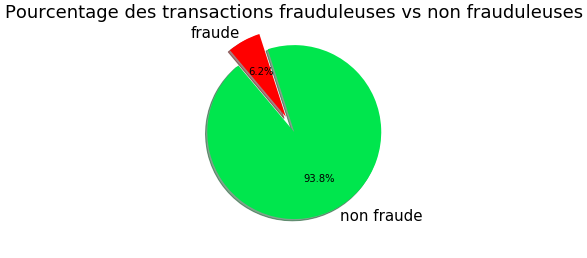 Pourcentage des transactions frauduleuses vs non frauduleuses
fraude
6.2%
93.8%
non fraude